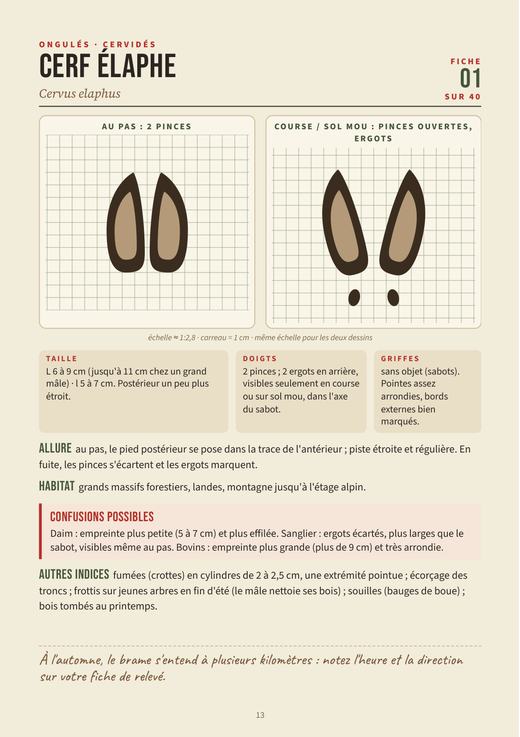 ONGULÉS · CERVIDÉS
CERF ÉLAPHE
Cervus elaphus
FICHE
01
SUR 40
AU PAS : 2 PINCES
COURSE / SOL MOU : PINCES OUVERTES,
ERGOTS
échelle ≈ 1:2,8 · carreau = 1 cm · même échelle pour les deux dessins
TAILLE
L 6 à 9 cm (jusqu'à 11 cm chez un grand
mâle) · l 5 à 7 cm. Postérieur un peu plus
étroit.
DOIGTS
2 pinces ; 2 ergots en arrière,
visibles seulement en course
ou sur sol mou, dans l'axe
du sabot.
GRIFFES
sans objet (sabots).
Pointes assez
arrondies, bords
externes bien
marqués.
ALLURE au pas, le pied postérieur se pose dans la trace de l'antérieur ; piste étroite et régulière. En
fuite, les pinces s'écartent et les ergots marquent.
HABITAT grands massifs forestiers, landes, montagne jusqu'à l'étage alpin.
CONFUSIONS POSSIBLES
Daim : empreinte plus petite (5 à 7 cm) et plus effilée. Sanglier : ergots écartés, plus larges que le
sabot, visibles même au pas. Bovins : empreinte plus grande (plus de 9 cm) et très arrondie.
AUTRES INDICES fumées (crottes) en cylindres de 2 à 2,5 cm, une extrémité pointue ; écorçage des
troncs ; frottis sur jeunes arbres en fin d'été (le mâle nettoie ses bois) ; souilles (bauges de boue) ;
bois tombés au printemps.
À l'automne, le brame s'entend à plusieurs kilomètres : notez l'heure et la direction
sur votre fiche de relevé.
13